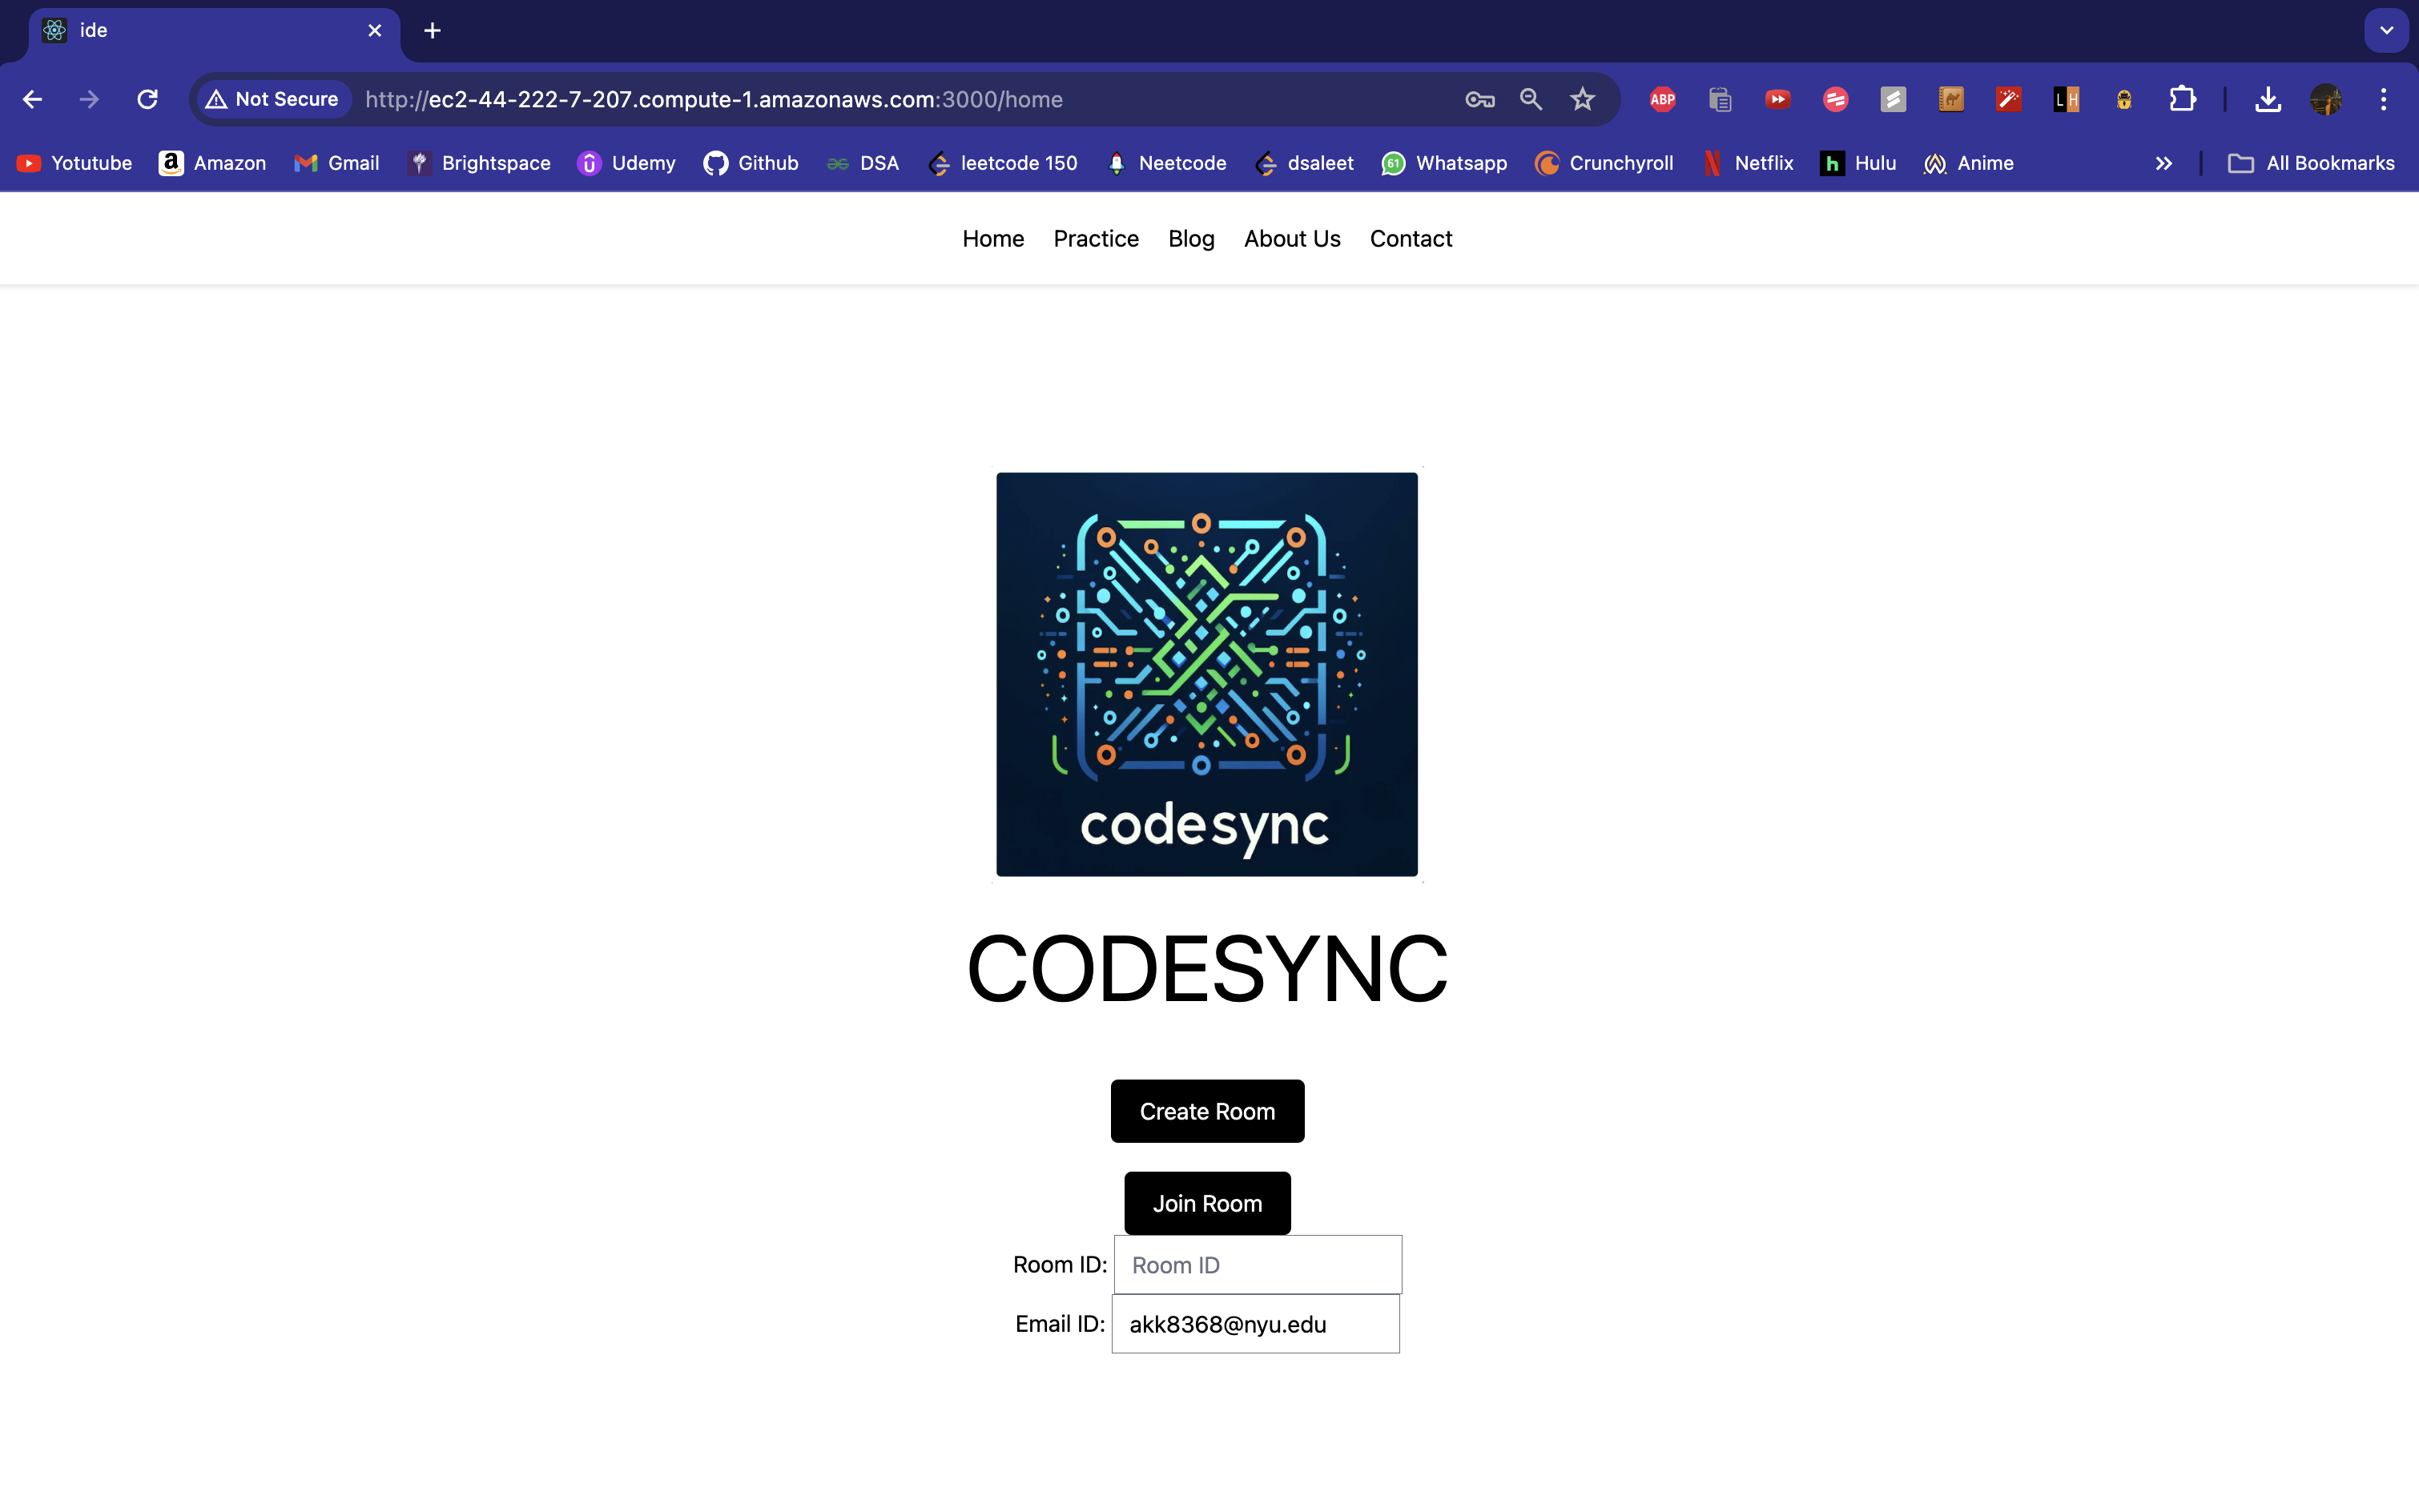 ide
Not Secure http://ec2-44-222-7-207.compute-1.amazonaws.com:3000/home
ABP
L H
Yotutube Amazon Gmail Brightspace Udemy Github DSA leetcode 150 Neetcode dsaleet 61 Whatsapp Crunchyroll Netflix h Hulu Anime All Bookmarks
Home Practice Blog About Us Contact
codesync
CODESYNC
Create Room
Join Room
Room ID: Room ID
Email ID: akk8368@nyu.edu